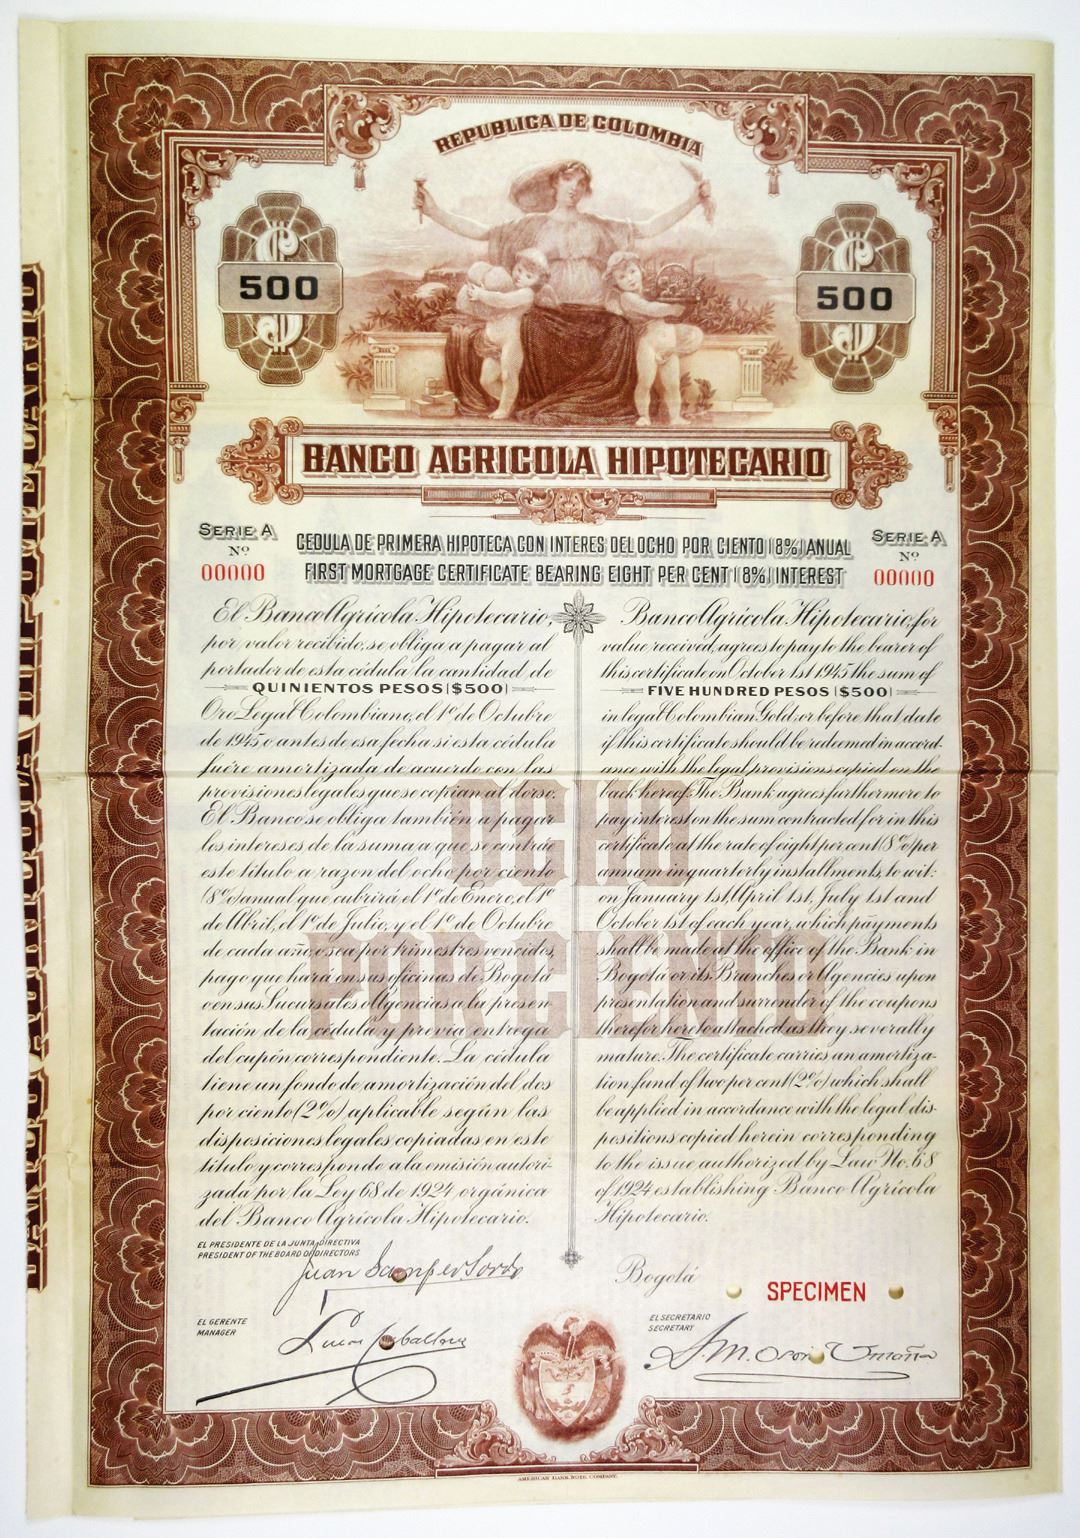 REPUBLICA DE COLOMBIA
500
500
BANCO AGRICOLA HIPOTECARIO
SERIE A
Nº
00000
CEDULA DE PRIMERA HIPOTECA CON INTERES DEL OCHO POR CIENTO (8%) ANUAL
FIRST MORTGAGE CERTIFICATE BEARING EIGHT PER CENT (8%) INTEREST
SERIE A
Nº
00000
El Banco Agrícola Hipotecario,
por valor recibido, se obliga a pagar al
portador de esta cédula la cantidad de
QUINIENTOS PESOS ($500)
Oro Legal Colombiano, el 1º de Octubre
de 1945 o antes de esa fecha si esta cédula
fuére amortizada de acuerdo con las
provisiones legales que se copian al dorso.
El Banco se obliga también a pagar
los intereses de la suma a que se contrae
este título a razon del ocho por ciento
(8%) anual que cubrirá el 1º de Enero, el 1º
de Abril, el 1º de Julio, y el 1º de Octubre
de cada año o sea por trimestres vencidos,
pago que hará en sus oficinas de Bogotá
o en sus Sucursales o Agencias a la presen-
tación de la cédula y previa entrega
del cupón correspondiente. La cédula
tiene un fondo de amortización del dos
por ciento (2%) aplicable según las
disposiciones legales copiadas en este
título y corresponde a la emisión autori-
zada por la Ley 68 de 1924, orgánica
del Banco Agrícola Hipotecario.
Banco Agrícola Hipotecario, for
value received, agrees to pay to the bearer of
this certificate on October 1st 1945 the sum of
FIVE HUNDRED PESOS ($500)
in legal Colombian Gold, or before that date
if this certificate should be redeemed in accord-
ance with the legal provisions copied on the
back hereof. The Bank agrees furthermore to
pay interest on the sum contracted for in this
certificate at the rate of eight per cent (8%) per
annum in quarterly installments, to wit:
on January 1st, April 1st, July 1st and
October 1st of each year, which payments
shall be made at the office of the Bank in
Bogotá or its Branches or Agencies upon
presentation and surrender of the coupons
therefor hereto attached as they severally
mature. The certificate carries an amortiza-
tion fund of two per cent (2%) which shall
be applied in accordance with the legal dis-
positions copied herein corresponding
to the issue authorized by Law No. 68
of 1924 establishing Banco Agrícola
Hipotecario.
OCHO
POR CIENTO
EL PRESIDENTE DE LA JUNTA DIRECTIVA
PRESIDENT OF THE BOARD OF DIRECTORS
Juan Samper Sordo
Bogotá
SPECIMEN
EL GERENTE
MANAGER
Lucas Caballero
EL SECRETARIO
SECRETARY
Umaña
AMERICAN BANK NOTE COMPANY.